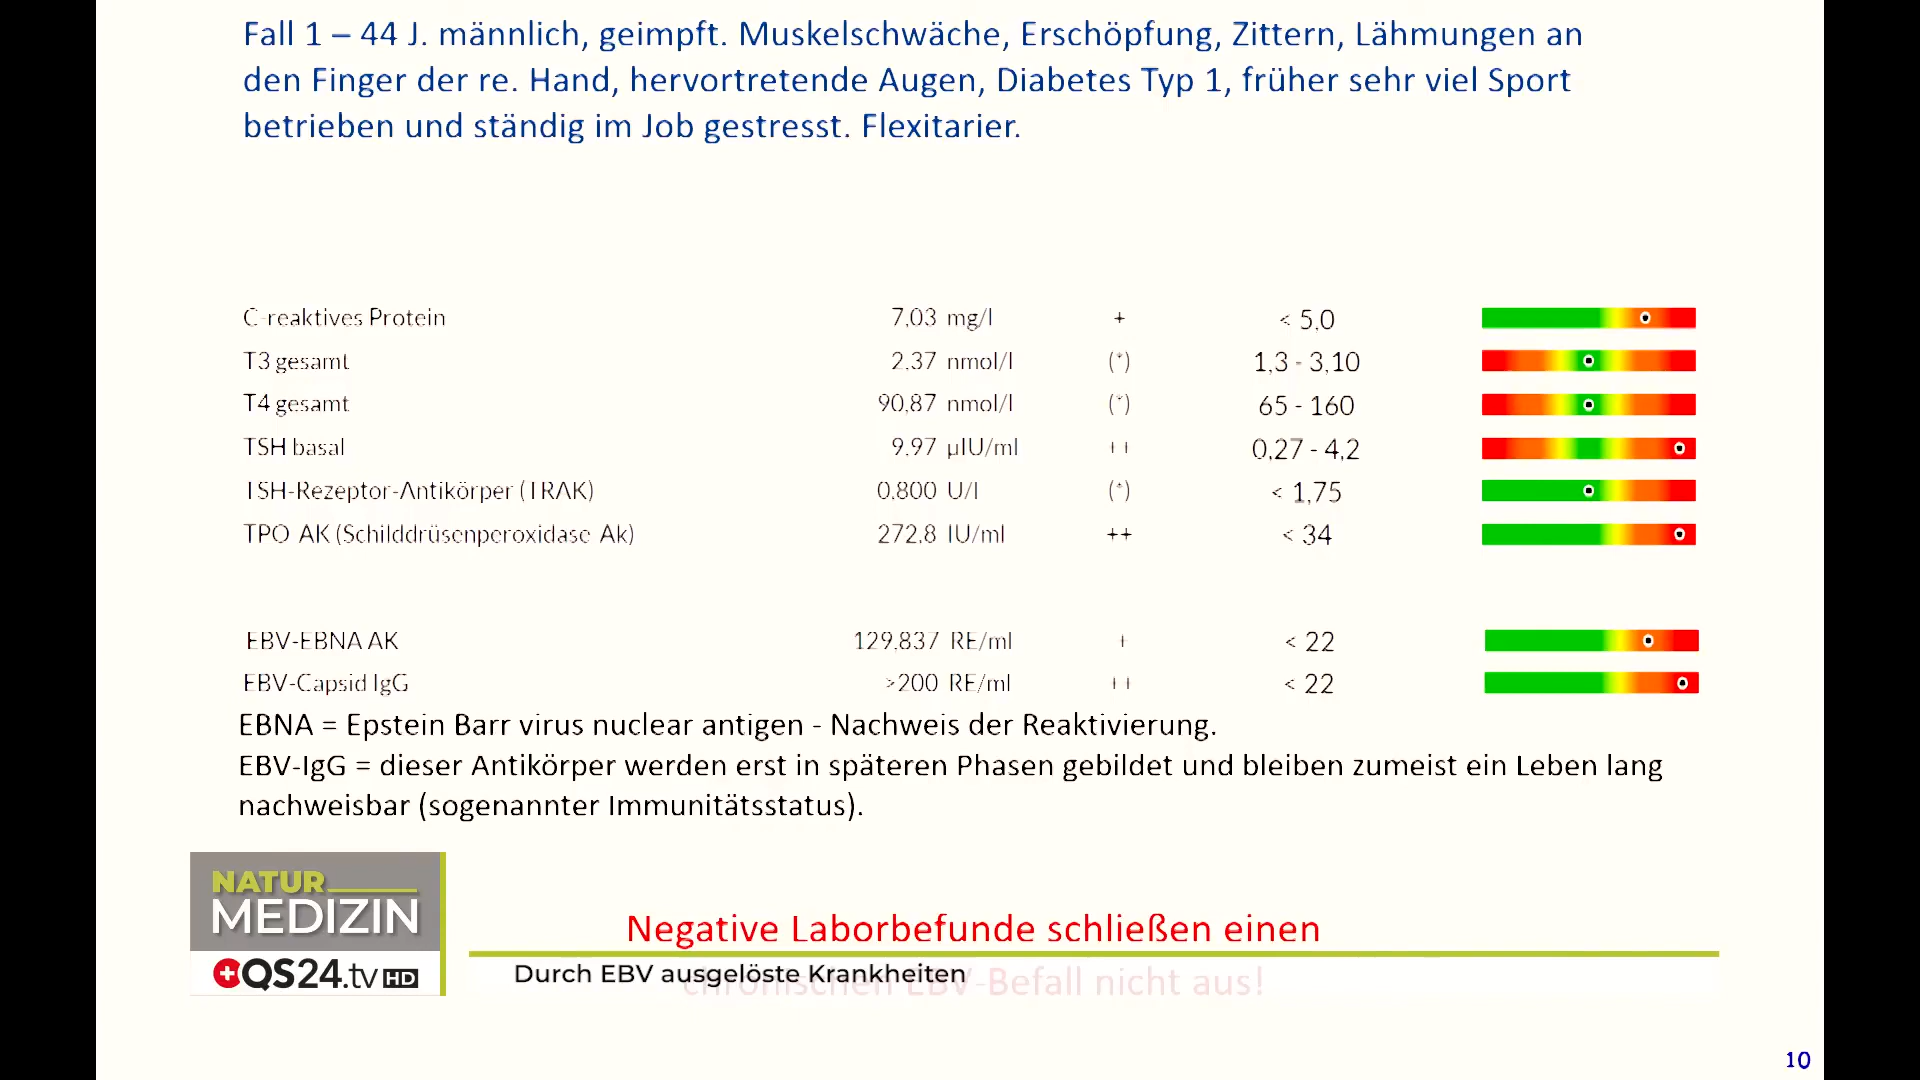 Fall 1 – 44 J. männlich, geimpft. Muskelschwäche, Erschöpfung, Zittern, Lähmungen an
den Finger der re. Hand, hervortretende Augen, Diabetes Typ 1, früher sehr viel Sport
betrieben und ständig im Job gestresst. Flexitarier.
C-reaktives Protein 7,03 mg/l + < 5,0
T3 gesamt 2.37 nmol/l (*) 1,3 - 3,10
T4 gesamt 90,87 nmol/l (*) 65 - 160
TSH basal 9.97 µIU/ml ++ 0,27 - 4,2
TSH-Rezeptor-Antikörper (TRAK) 0,800 U/l (*) < 1,75
TPO-AK (Schilddrüsenperoxidase-Ak) 272,8 IU/ml ++ < 34
EBV-EBNA AK 129,837 RE/ml + < 22
EBV-Capsid IgG >200 RE/ml ++ < 22
EBNA = Epstein Barr virus nuclear antigen - Nachweis der Reaktivierung.
EBV-IgG = dieser Antikörper werden erst in späteren Phasen gebildet und bleiben zumeist ein Leben lang
nachweisbar (sogenannter Immunitätsstatus).
NATUR
MEDIZIN
QS24.tv HD
Negative Laborbefunde schließen einen
chronischen EBV-Befall nicht aus!
Durch EBV ausgelöste Krankheiten
10